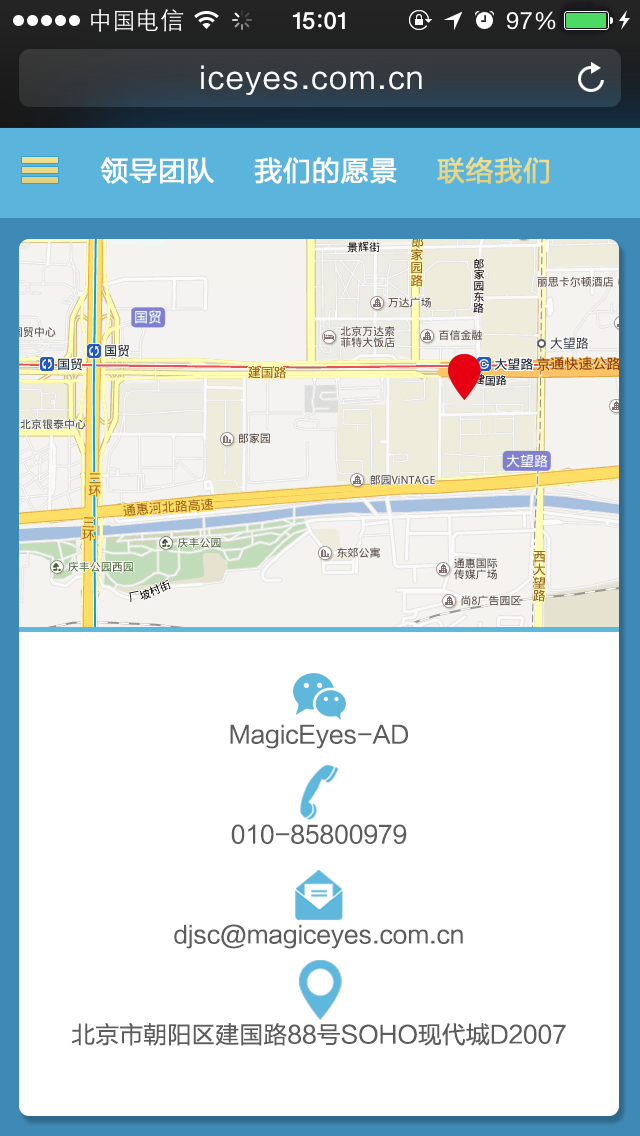 中国电信
15:01
97%
iceyes.com.cn
领导团队
我们的愿景
联络我们
景辉街
郎家园路
郎家园东路
丽思卡尔顿酒店
万达广场
国贸
国贸中心
北京万达索
菲特大饭店
百信金融
大望路
国贸
国贸
大望路
京通快速公路
建国路
建国路
北京银泰中心
郎家园
大望路
三环
郎园ViNTAGE
通惠河北路高速
三环
庆丰公园
东郊公寓
西大望路
庆丰公园西园
通惠国际
传媒广场
厂坡村街
尚8广告园区
MagicEyes-AD
010-85800979
djsc@magiceyes.com.cn
北京市朝阳区建国路88号SOHO现代城D2007